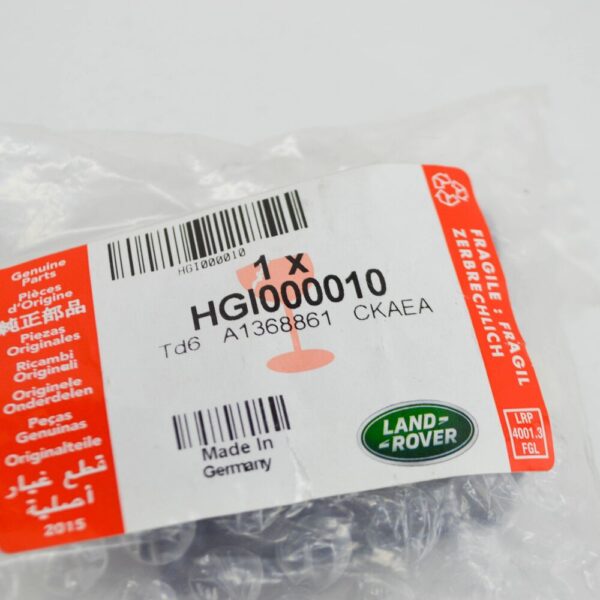 Genuine
Parts
Pièces
d'Origine
純正部品
Piezas
Originales
Ricambi
Originali
Originele
Onderdelen
Peças
Genuinas
Originalteile
قطع غيار
أصلية
2015
HGI000010
1 x
HGI000010
Td6 A1368861 CKAEA
Made In
Germany
LAND-
-ROVER
FRAGILE : FRAGIL
ZERBRECHLICH
LRP
4001.3
FGL